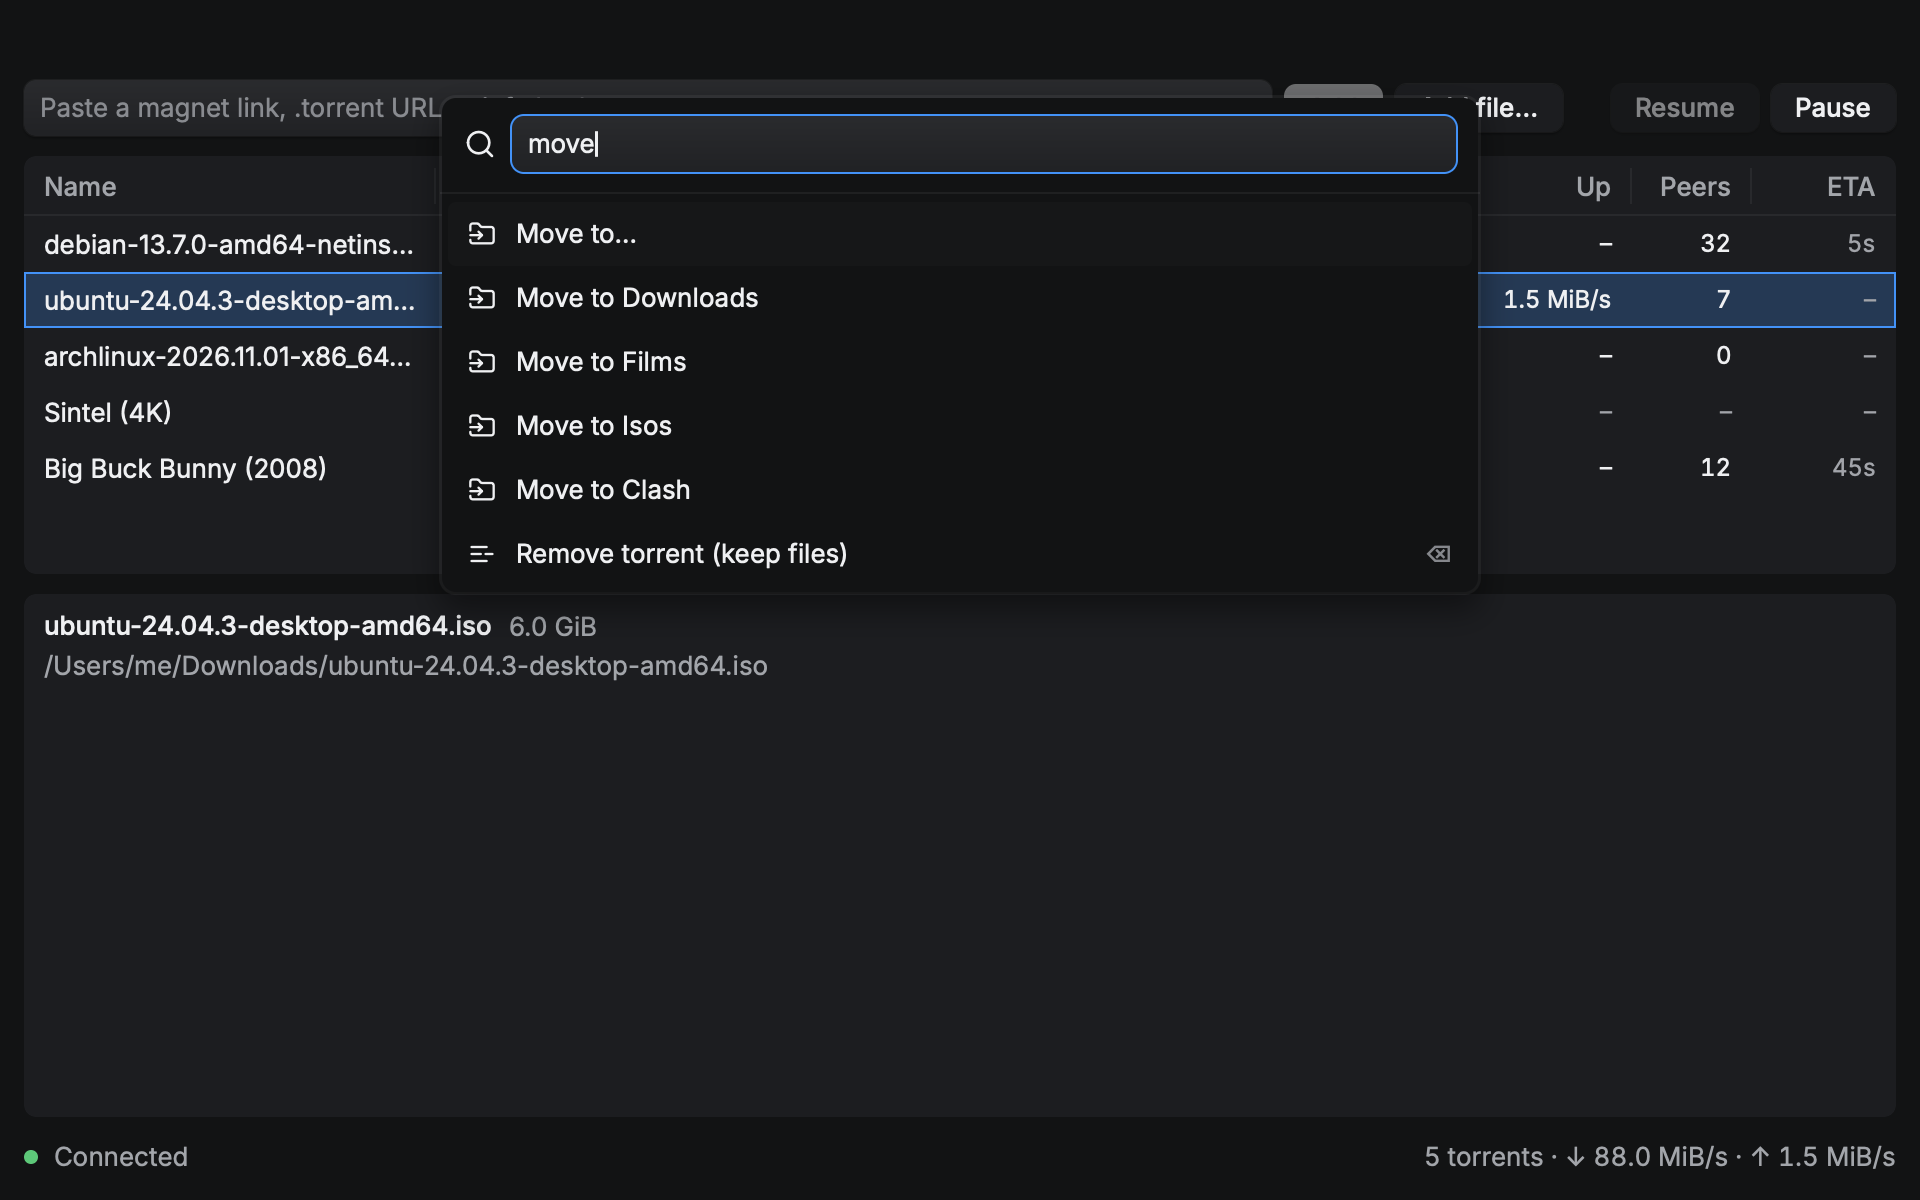 Paste a magnet link, .torrent URL
file...
Resume
Pause
move
Name
Up
Peers
ETA
debian-13.7.0-amd64-netins...
–
32
5s
ubuntu-24.04.3-desktop-am...
1.5 MiB/s
7
–
archlinux-2026.11.01-x86_64...
–
0
–
Sintel (4K)
–
–
–
Big Buck Bunny (2008)
–
12
45s
Move to...
Move to Downloads
Move to Films
Move to Isos
Move to Clash
Remove torrent (keep files)
ubuntu-24.04.3-desktop-amd64.iso 6.0 GiB
/Users/me/Downloads/ubuntu-24.04.3-desktop-amd64.iso
Connected
5 torrents · ↓ 88.0 MiB/s · ↑ 1.5 MiB/s